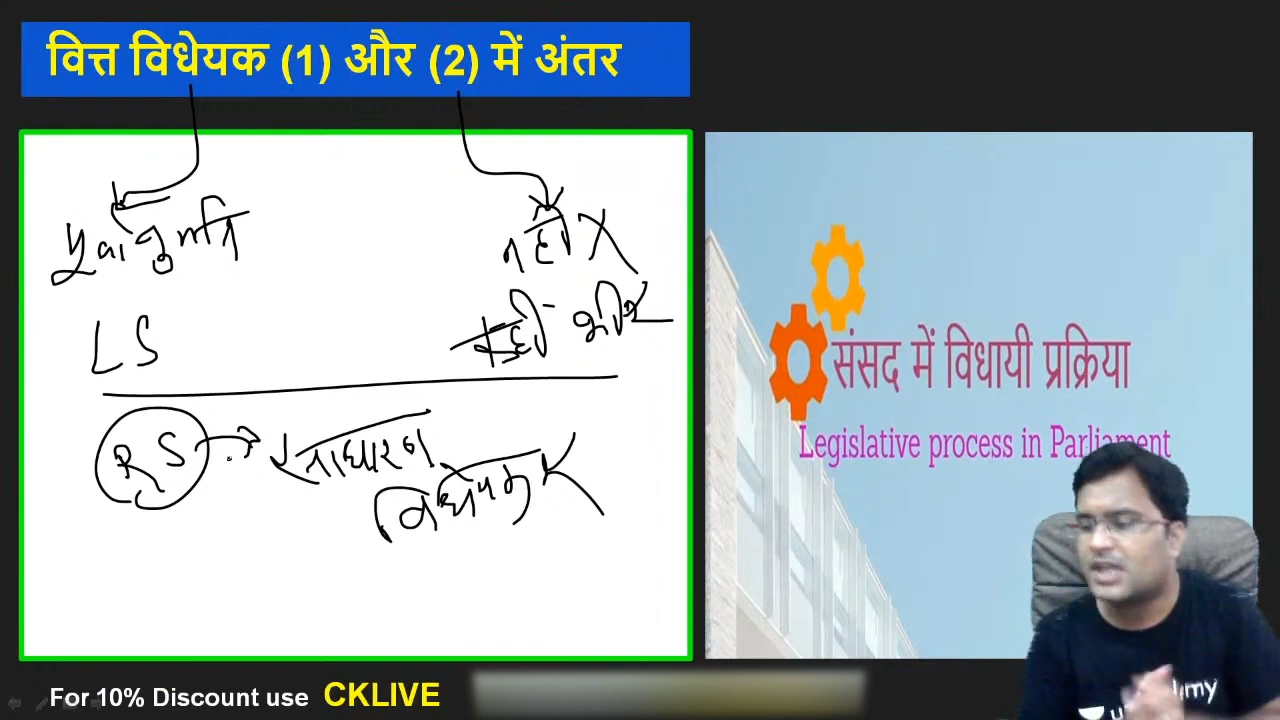 वित्त विधेयक (1) और (2) में अंतर
पूर्वानुमति
नहीं X
LS
कहीं भी
RS → साधारण
विधेयक
संसद में विधायी प्रक्रिया
Legislative process in Parliament
For 10% Discount use CKLIVE